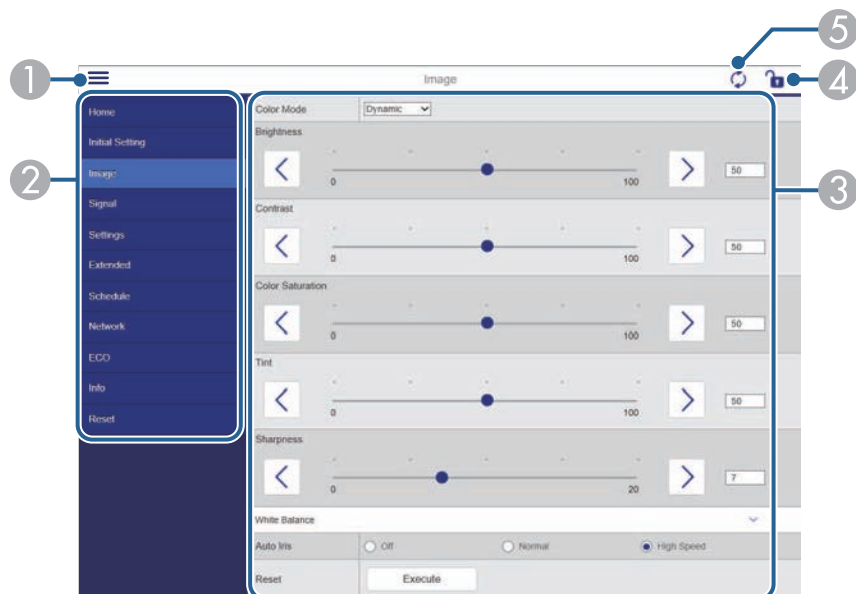 5
1
Image
4
2
Home
Initial Setting
Image
Signal
Settings
Extended
Schedule
Network
ECO
Info
Reset
3
Color Mode Dynamic
Brightness
0 100 50
Contrast
0 100 50
Color Saturation
0 100 50
Tint
0 100 50
Sharpness
0 20 7
White Balance
Auto Iris Off Normal High Speed
Reset Execute